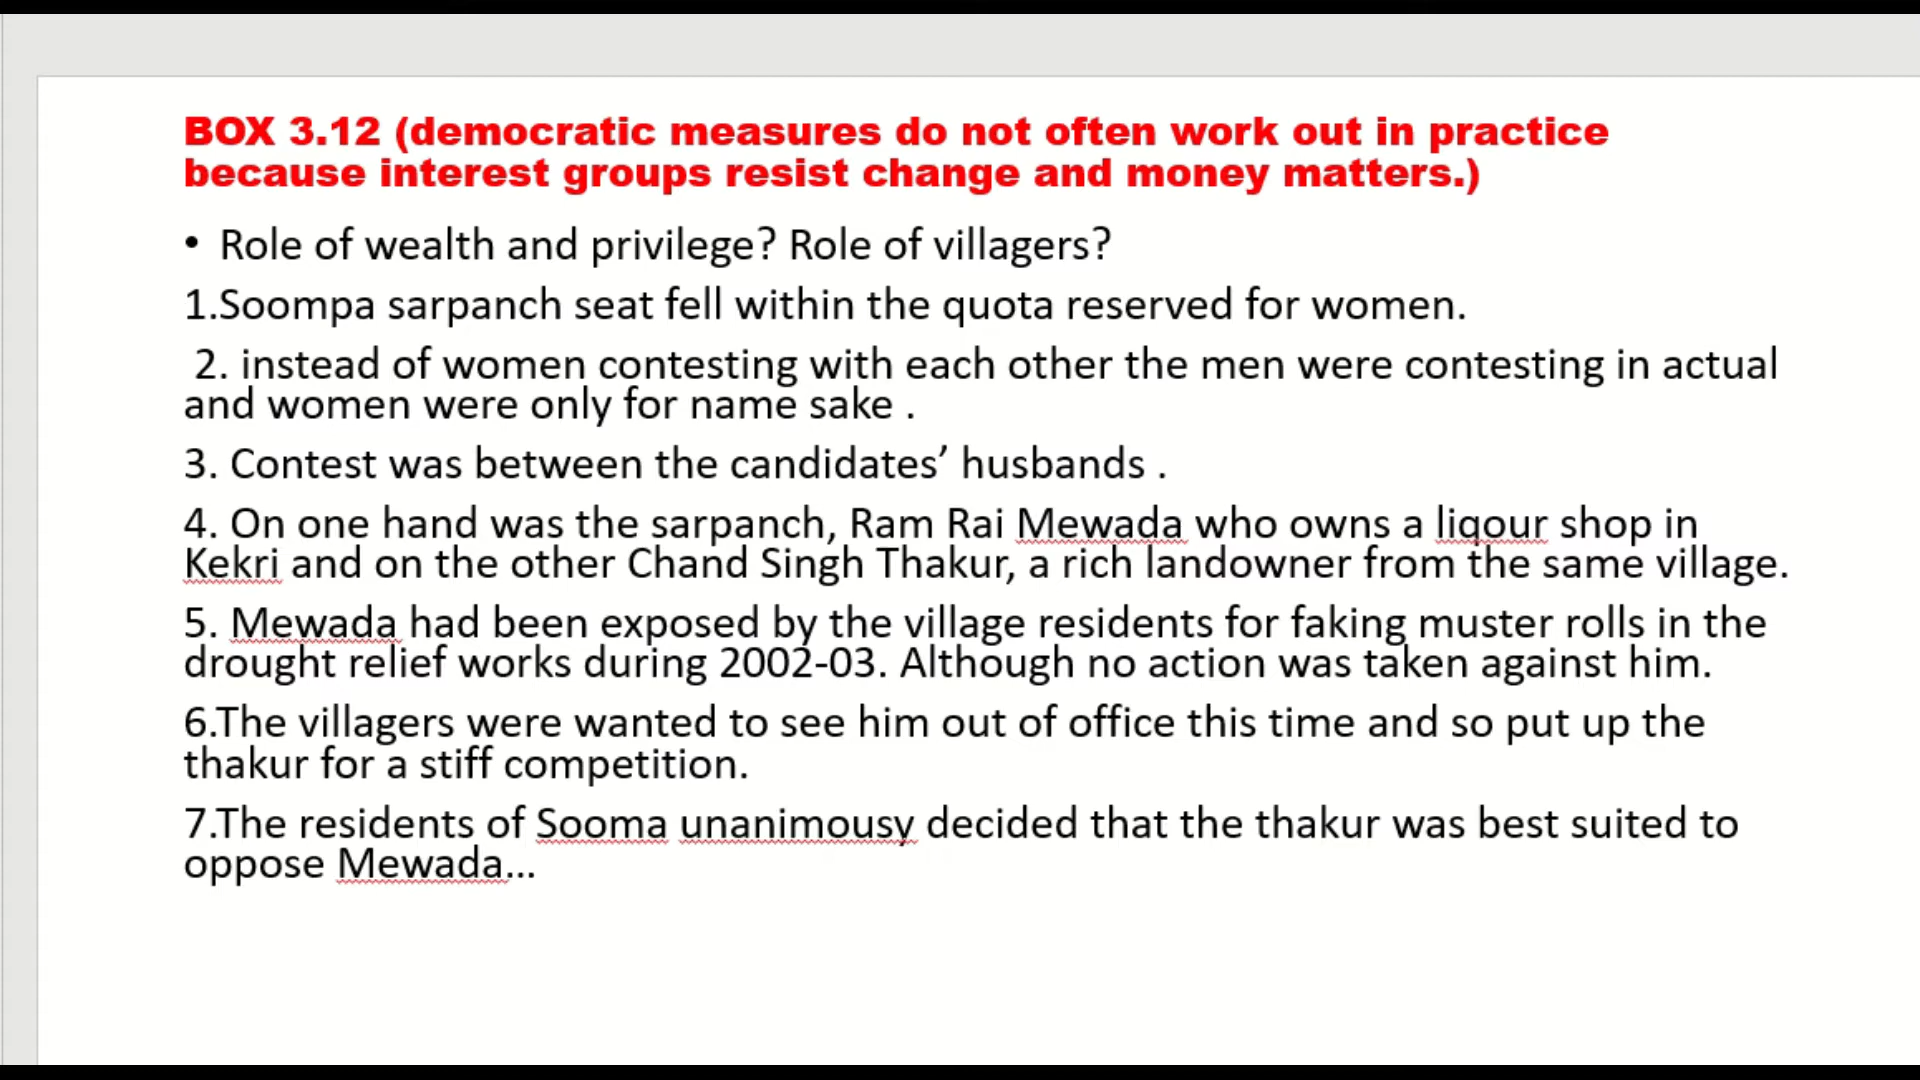 BOX 3.12 (democratic measures do not often work out in practice
because interest groups resist change and money matters.)
• Role of wealth and privilege? Role of villagers?
1.Soompa sarpanch seat fell within the quota reserved for women.
2. instead of women contesting with each other the men were contesting in actual
and women were only for name sake .
3. Contest was between the candidates’ husbands .
4. On one hand was the sarpanch, Ram Rai Mewada who owns a liqour shop in
Kekri and on the other Chand Singh Thakur, a rich landowner from the same village.
5. Mewada had been exposed by the village residents for faking muster rolls in the
drought relief works during 2002-03. Although no action was taken against him.
6.The villagers were wanted to see him out of office this time and so put up the
thakur for a stiff competition.
7.The residents of Sooma unanimousy decided that the thakur was best suited to
oppose Mewada…